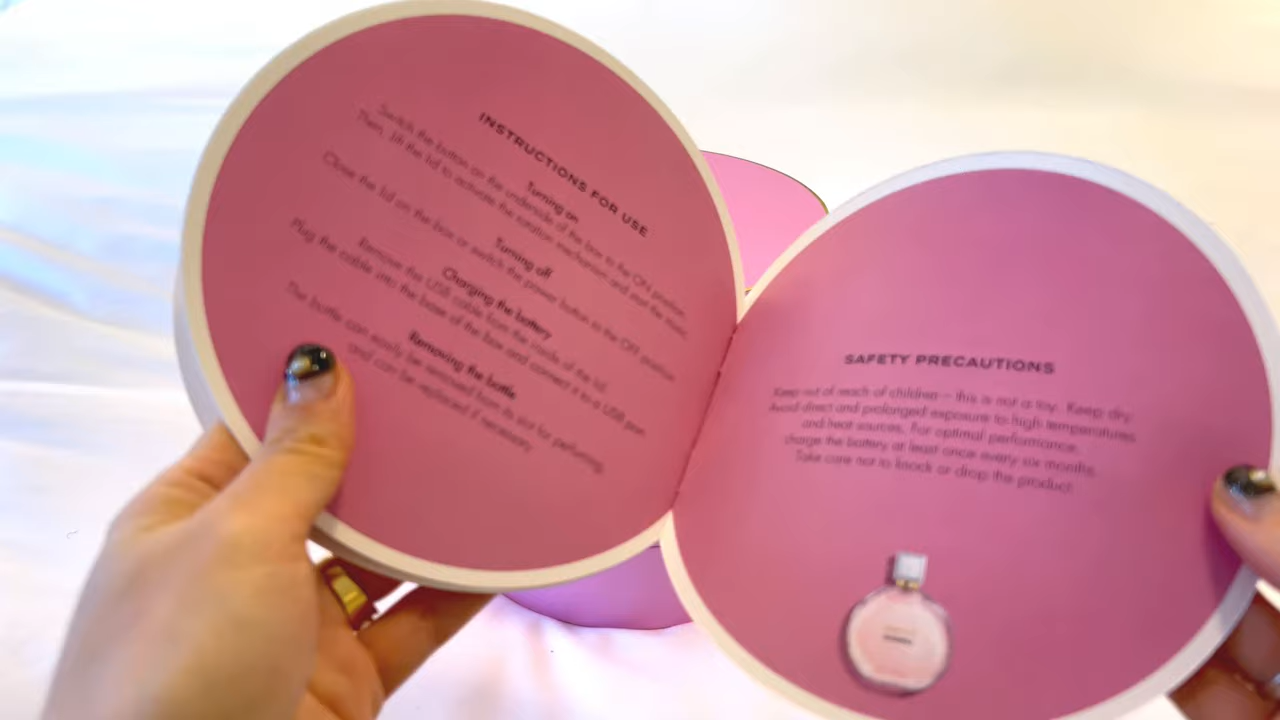 INSTRUCTIONS FOR USE
Turning on
Switch the button on the underside of the box to the ON position.
Then, lift the lid to activate the rotation mechanism and start the music.
Turning off
Close the lid on the box or switch the power button to the OFF position.
Charging the battery
Remove the USB cable from the inside of the lid.
Plug the cable into the base of the box and connect it to a USB port.
Removing the bottle
The bottle can easily be removed from its slot for perfuming,
and can be replaced if necessary.
SAFETY PRECAUTIONS
Keep out of reach of children – this is not a toy. Keep dry.
Avoid direct and prolonged exposure to high temperatures
and heat sources. For optimal performance,
charge the battery at least once every six months.
Take care not to knock or drop the product.